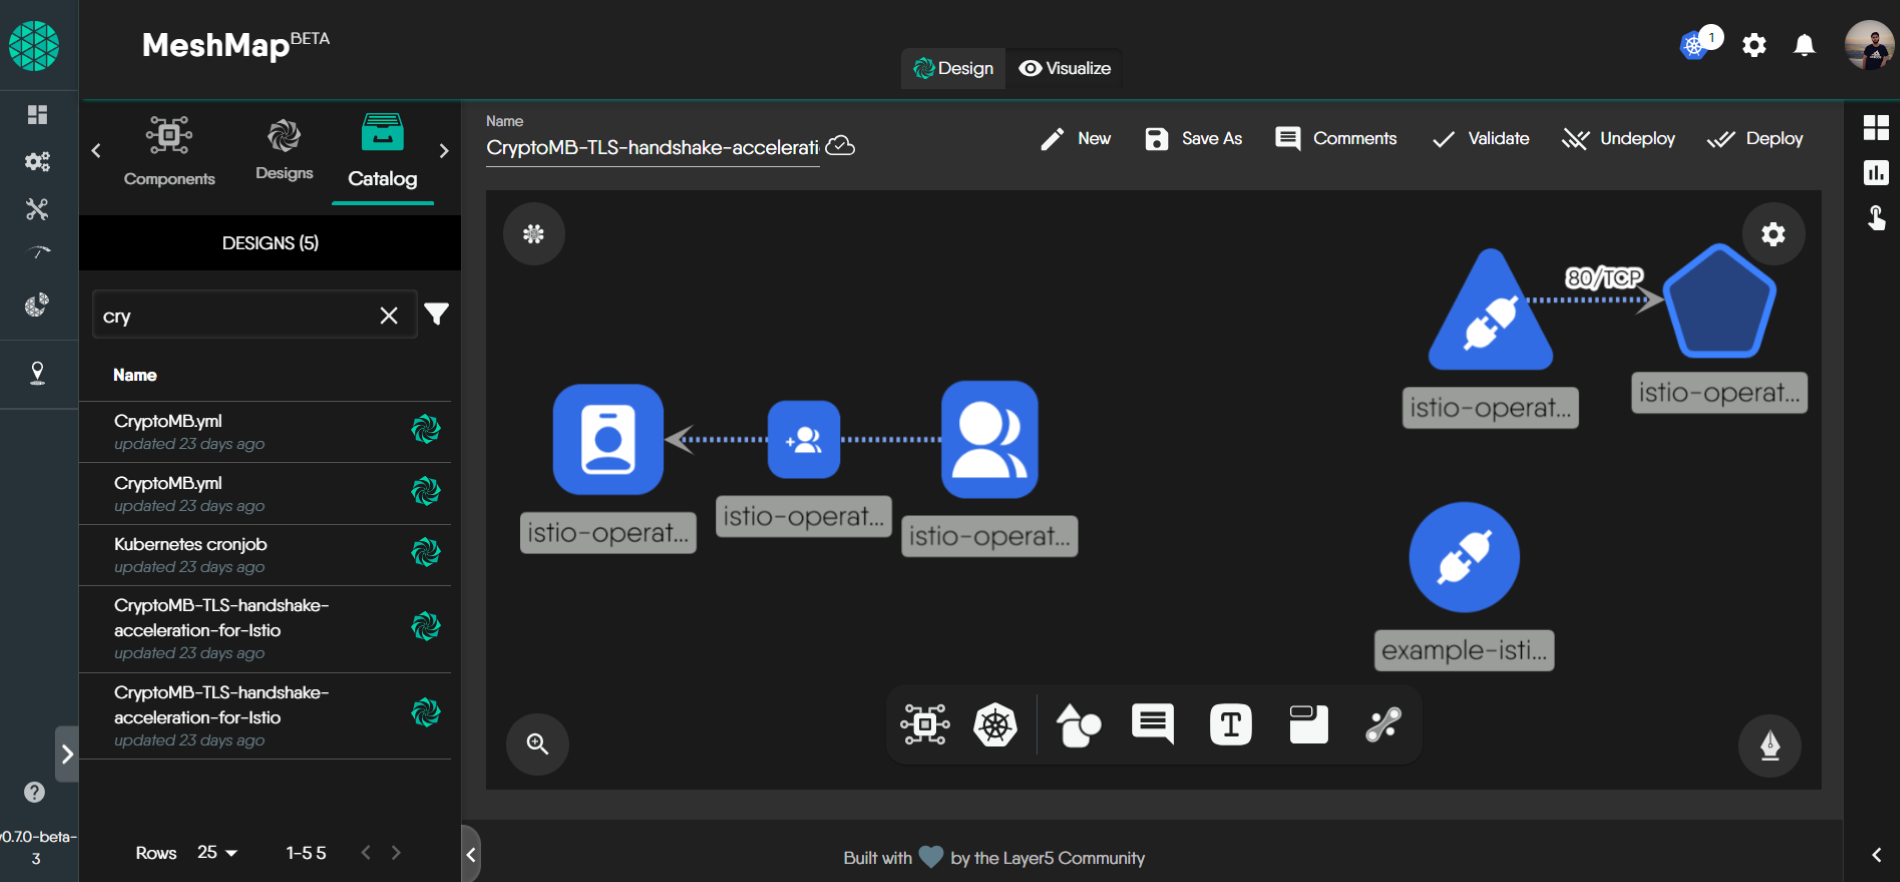 MeshMapBETA
1
Design
Visualize
Components
Designs
Catalog
DESIGNS (5)
cry
Name
CryptoMB.yml
updated 23 days ago
CryptoMB.yml
updated 23 days ago
Kubernetes cronjob
updated 23 days ago
CryptoMB-TLS-handshake-
acceleration-for-Istio
updated 23 days ago
CryptoMB-TLS-handshake-
acceleration-for-Istio
updated 23 days ago
Rows 25 1-5 5
v0.7.0-beta-
3
Name
CryptoMB-TLS-handshake-accelerati
New
Save As
Comments
Validate
Undeploy
Deploy
80/TCP
istio-operat...
istio-operat...
istio-operat...
istio-operat...
istio-operat...
example-isti...
T
Built with by the Layer5 Community